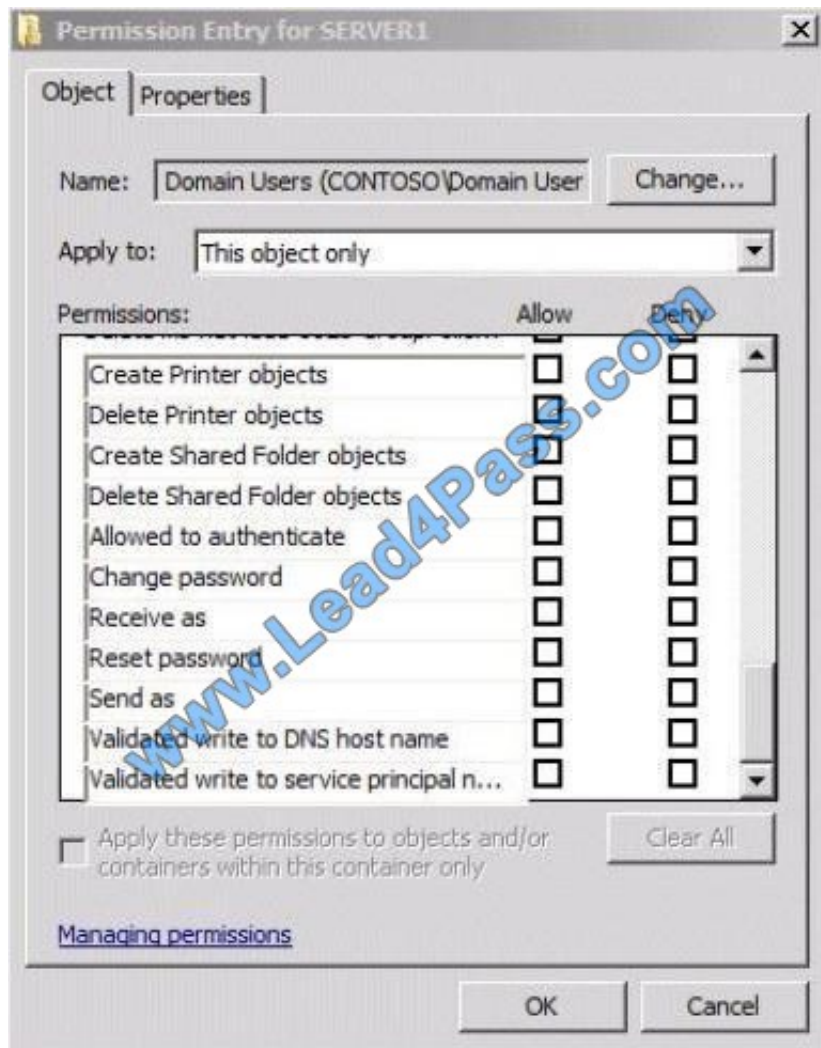 Permission Entry for SERVER1
Object
Properties
Name:
Domain Users (CONTOSO\Domain User
Change...
Apply to:
This object only
Permissions:
Allow
Deny
Create Printer objects
Delete Printer objects
Create Shared Folder objects
Delete Shared Folder objects
Allowed to authenticate
Change password
Receive as
Reset password
Send as
Validated write to DNS host name
Validated write to service principal n...
Apply these permissions to objects and/or
containers within this container only
Clear All
Managing permissions
OK
Cancel
www.Lead4Pass.com